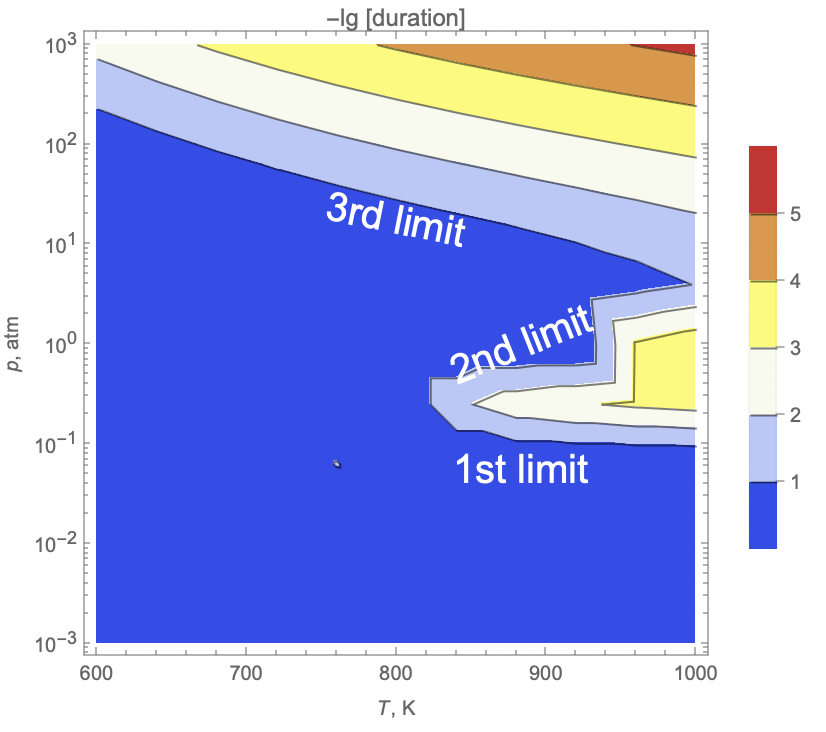 –lg [duration]
10³
10²
10¹
10⁰
10⁻¹
10⁻²
10⁻³
p, atm
3rd limit
2nd limit
1st limit
600
700
800
900
1000
T, K
5
4
3
2
1